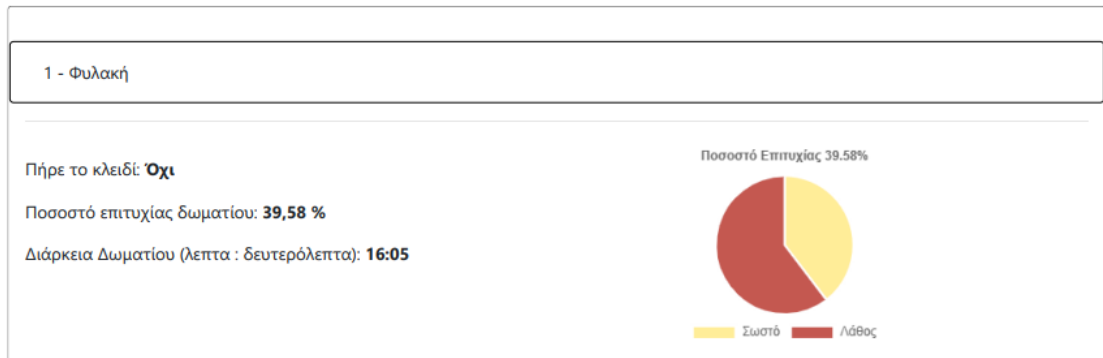 1 - Φυλακή
Πήρε το κλειδί: Όχι
Ποσοστό επιτυχίας δωματίου: 39,58 %
Διάρκεια Δωματίου (λεπτα : δευτερόλεπτα): 16:05
Ποσοστό Επιτυχίας 39.58%
Σωστό Λάθος